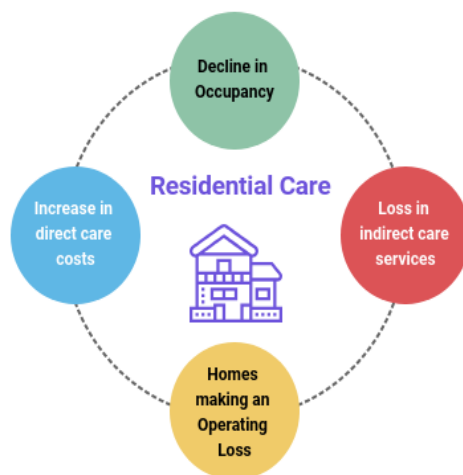 Decline in
Occupancy
Residential Care
Increase in
direct care
costs
Loss in
indirect care
services
Homes
making an
Operating
Loss